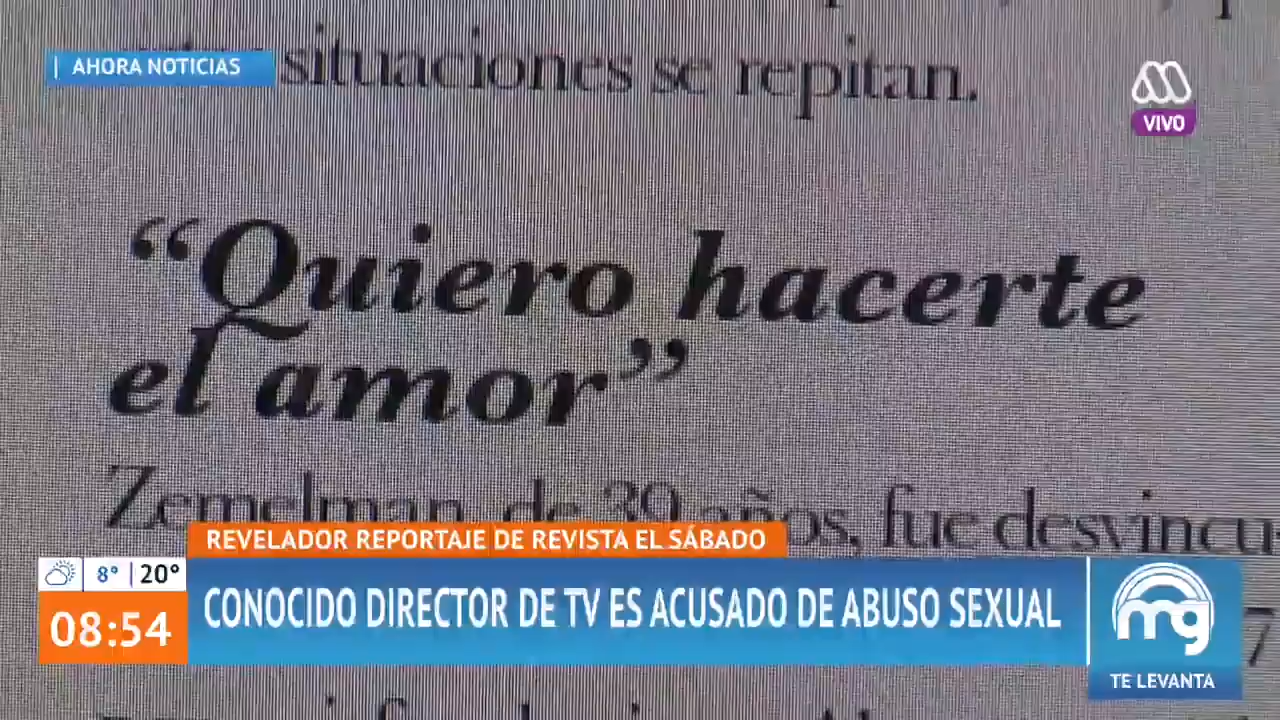 situaciones se repitan.
AHORA NOTICIAS
VIVO
“Quiero hacerte
el amor”
Zemelman, de 39 años, fue desvincu-
REVELADOR REPORTAJE DE REVISTA EL SÁBADO
8° 20°
CONOCIDO DIRECTOR DE TV ES ACUSADO DE ABUSO SEXUAL
08:54
mg
TE LEVANTA
7